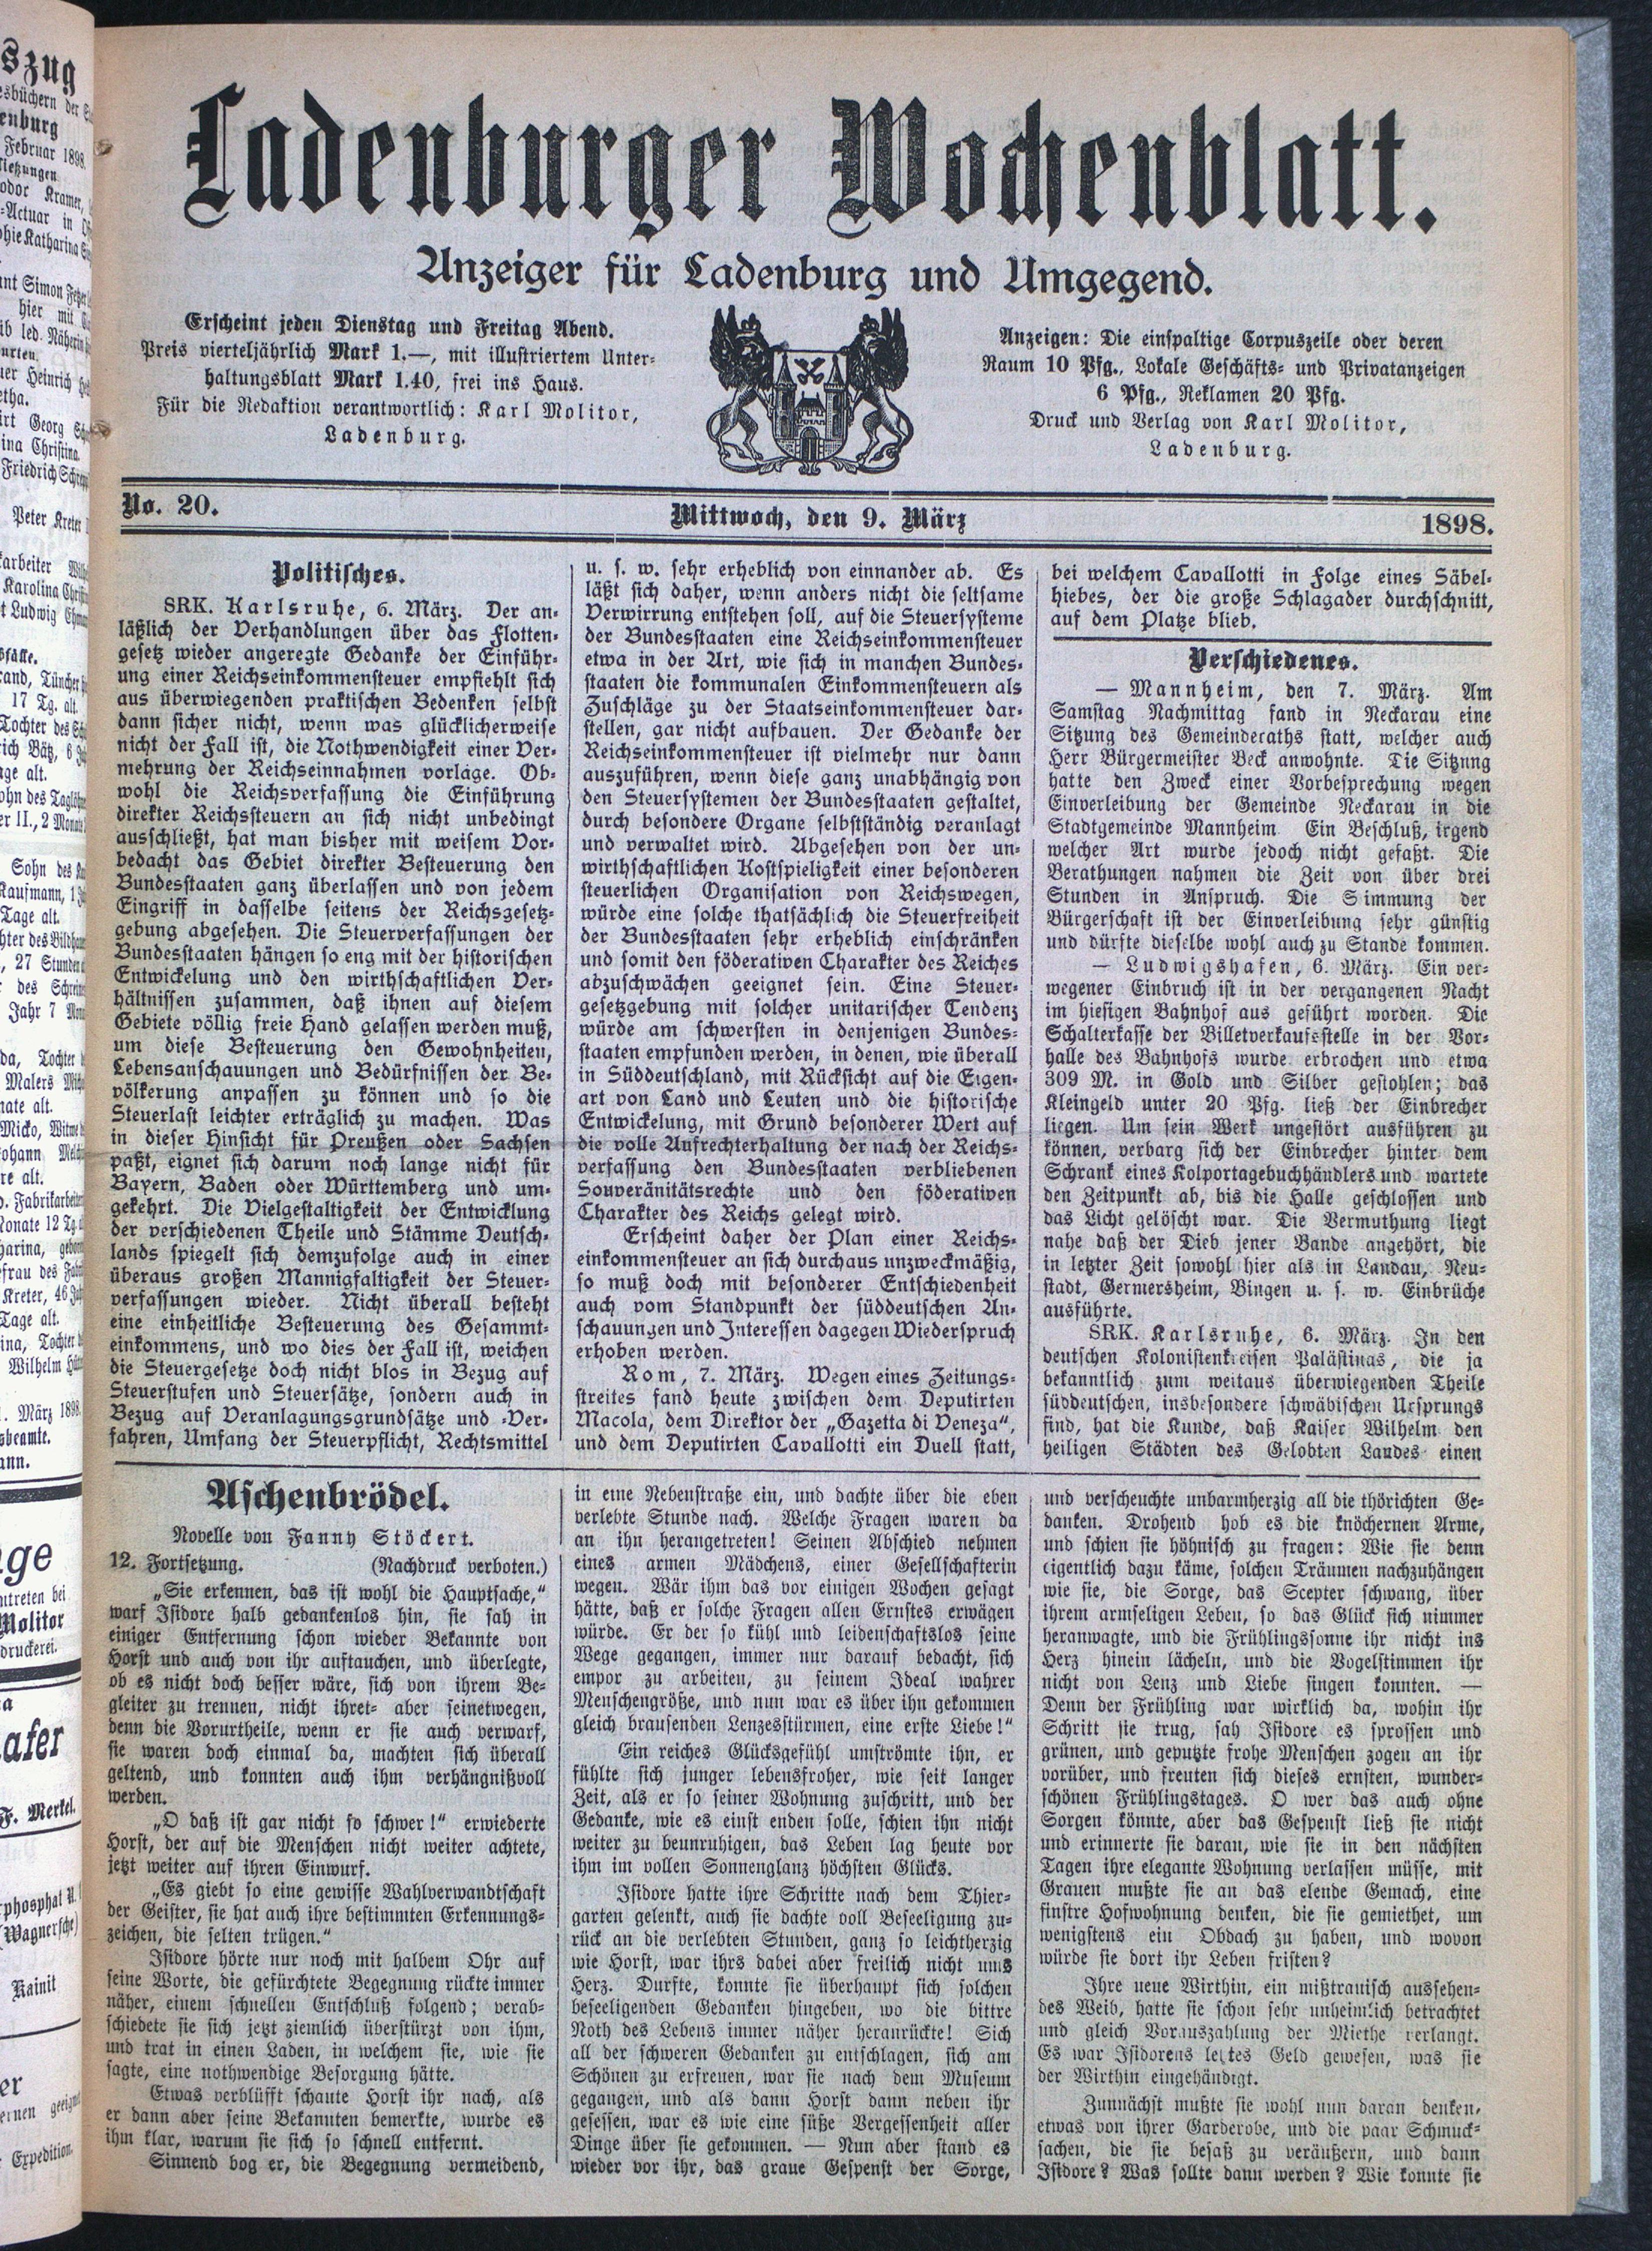 Ladenburger Wochenblatt.
Anzeiger für Ladenburg und Umgegend.
Erscheint jeden Dienstag und Freitag Abend.
Preis vierteljährlich Mark 1.—, mit illustriertem Unter-
haltungsblatt Mark 1.40, frei ins Haus.
Für die Redaktion verantwortlich: Karl Molitor,
Ladenburg.
Anzeigen: Die einspaltige Corpuszeile oder deren
Raum 10 Pfg., Lokale Geschäfts- und Privatanzeigen
6 Pfg., Reklamen 20 Pfg.
Druck und Verlag von Karl Molitor,
Ladenburg.
No. 20.
Mittwoch, den 9. März
1898.
Politisches.
SRK. Karlsruhe, 6. März. Der an-
läßlich der Verhandlungen über das Flotten-
gesetz wieder angeregte Gedanke der Einführ-
ung einer Reichseinkommensteuer empfiehlt sich
aus überwiegenden praktischen Bedenken selbst
dann sicher nicht, wenn was glücklicherweise
nicht der Fall ist, die Nothwendigkeit einer Ver-
mehrung der Reichseinnahmen vorläge. Ob-
wohl die Reichsverfassung die Einführung
direkter Reichssteuern an sich nicht unbedingt
ausschließt, hat man bisher mit weisem Vor-
bedacht das Gebiet direkter Besteuerung den
Bundesstaaten ganz überlassen und von jedem
Eingriff in dasselbe seitens der Reichsgesetz-
gebung abgesehen. Die Steuerverfassungen der
Bundesstaaten hängen so eng mit der historischen
Entwickelung und den wirthschaftlichen Ver-
hältnissen zusammen, daß ihnen auf diesem
Gebiete völlig freie Hand gelassen werden muß,
um diese Besteuerung den Gewohnheiten,
Lebensanschauungen und Bedürfnissen der Be-
völkerung anpassen zu können und so die
Steuerlast leichter erträglich zu machen. Was
in dieser Hinsicht für Preußen oder Sachsen
paßt, eignet sich darum noch lange nicht für
Bayern, Baden oder Württemberg und um-
gekehrt. Die Vielgestaltigkeit der Entwicklung
der verschiedenen Theile und Stämme Deutsch-
lands spiegelt sich demzufolge auch in einer
überaus großen Mannigfaltigkeit der Steuer-
verfassungen wieder. Nicht überall besteht
eine einheitliche Besteuerung des Gesammt-
einkommens, und wo dies der Fall ist, weichen
die Steuergesetze doch nicht blos in Bezug auf
Steuerstufen und Steuersätze, sondern auch in
Bezug auf Veranlagungsgrundsätze und -Ver-
fahren, Umfang der Steuerpflicht, Rechtsmittel
u. s. w. sehr erheblich von einnander ab. Es
läßt sich daher, wenn anders nicht die seltsame
Verwirrung entstehen soll, auf die Steuersysteme
der Bundesstaaten eine Reichseinkommensteuer
etwa in der Art, wie sich in manchen Bundes-
staaten die kommunalen Einkommensteuern als
Zuschläge zu der Staatseinkommensteuer dar-
stellen, gar nicht aufbauen. Der Gedanke der
Reichseinkommensteuer ist vielmehr nur dann
auszuführen, wenn diese ganz unabhängig von
den Steuersystemen der Bundesstaaten gestaltet,
durch besondere Organe selbstständig veranlagt
und verwaltet wird. Abgesehen von der un-
wirthschaftlichen Kostspieligkeit einer besonderen
steuerlichen Organisation von Reichswegen,
würde eine solche thatsächlich die Steuerfreiheit
der Bundesstaaten sehr erheblich einschränken
und somit den föderativen Charakter des Reiches
abzuschwächen geeignet sein. Eine Steuer-
gesetzgebung mit solcher unitarischer Tendenz
würde am schwersten in denjenigen Bundes-
staaten empfunden werden, in denen, wie überall
in Süddeutschland, mit Rücksicht auf die Eigen-
art von Land und Leuten und die historische
Entwickelung, mit Grund besonderer Wert auf
die volle Aufrechterhaltung der nach der Reichs-
verfassung den Bundesstaaten verbliebenen
Souveränitätsrechte und den föderativen
Charakter des Reichs gelegt wird.
Erscheint daher der Plan einer Reichs-
einkommensteuer an sich durchaus unzweckmäßig,
so muß doch mit besonderer Entschiedenheit
auch vom Standpunkt der süddeutschen An-
schauungen und Interessen dagegen Wiederspruch
erhoben werden.
Rom, 7. März. Wegen eines Zeitungs-
streites fand heute zwischen dem Deputirten
Macola, dem Direktor der „Gazetta di Veneza“,
und dem Deputirten Cavallotti ein Duell statt,
bei welchem Cavallotti in Folge eines Säbel-
hiebes, der die große Schlagader durchschnitt,
auf dem Platze blieb.
Verschiedenes.
— Mannheim, den 7. März. Am
Samstag Nachmittag fand in Neckarau eine
Sitzung des Gemeinderaths statt, welcher auch
Herr Bürgermeister Beck anwohnte. Die Sitzung
hatte den Zweck einer Vorbesprechung wegen
Einverleibung der Gemeinde Neckarau in die
Stadtgemeinde Mannheim Ein Beschluß, irgend
welcher Art wurde jedoch nicht gefaßt. Die
Berathungen nahmen die Zeit von über drei
Stunden in Anspruch. Die Simmung der
Bürgerschaft ist der Einverleibung sehr günstig
und dürfte dieselbe wohl auch zu Stande kommen.
— Ludwigshafen, 6. März. Ein ver-
wegener Einbruch ist in der vergangenen Nacht
im hiesigen Bahnhof aus geführt worden. Die
Schalterkasse der Billetverkaufsstelle in der Vor-
halle des Bahnhofs wurde erbrochen und etwa
309 M. in Gold und Silber gestohlen; das
Kleingeld unter 20 Pfg. ließ der Einbrecher
liegen. Um sein Werk ungestört ausführen zu
können, verbarg sich der Einbrecher hinter dem
Schrank eines Kolportagebuchhändlers und wartete
den Zeitpunkt ab, bis die Halle geschlossen und
das Licht gelöscht war. Die Vermuthung liegt
nahe daß der Dieb jener Bande angehört, die
in letzter Zeit sowohl hier als in Landau, Neu-
stadt, Germersheim, Bingen u. s. w. Einbrüche
ausführte.
SRK. Karlsruhe, 6. März. In den
deutschen Kolonistenkreisen Palästinas, die ja
bekanntlich zum weitaus überwiegenden Theile
süddeutschen, insbesondere schwäbischen Ursprungs
sind, hat die Kunde, daß Kaiser Wilhelm den
heiligen Städten des Gelobten Landes einen
Aschenbrödel.
Novelle von Fanny Stöckert.
12. Fortsetzung. (Nachdruck verboten.)
„Sie erkennen, das ist wohl die Hauptsache,“
warf Isidore halb gedankenlos hin, sie sah in
einiger Entfernung schon wieder Bekannte von
Horst und auch von ihr auftauchen, und überlegte,
ob es nicht doch besser wäre, sich von ihrem Be-
gleiter zu trennen, nicht ihret- aber seinetwegen,
denn die Vorurtheile, wenn er sie auch verwarf,
sie waren doch einmal da, machten sich überall
geltend, und konnten auch ihm verhängnißvoll
werden.
„O daß ist gar nicht so schwer!“ erwiederte
Horst, der auf die Menschen nicht weiter achtete,
jetzt weiter auf ihren Einwurf.
„Es giebt so eine gewisse Wahlverwandtschaft
der Geister, sie hat auch ihre bestimmten Erkennungs-
zeichen, die selten trügen.“
Isidore hörte nur noch mit halbem Ohr auf
seine Worte, die gefürchtete Begegnung rückte immer
näher, einem schnellen Entschluß folgend; verab-
schiedete sie sich jetzt ziemlich überstürzt von ihm,
und trat in einen Laden, in welchem sie, wie sie
sagte, eine nothwendige Besorgung hätte.
Etwas verblüfft schaute Horst ihr nach, als
er dann aber seine Bekannten bemerkte, wurde es
ihm klar, warum sie sich so schnell entfernt.
Sinnend bog er, die Begegnung vermeidend,
in eine Nebenstraße ein, und dachte über die eben
verlebte Stunde nach. Welche Fragen waren da
an ihn herangetreten! Seinen Abschied nehmen
eines armen Mädchens, einer Gesellschafterin
wegen. Wär ihm das vor einigen Wochen gesagt
hätte, daß er solche Fragen allen Ernstes erwägen
würde. Er der so kühl und leidenschaftslos seine
Wege gegangen, immer nur darauf bedacht, sich
empor zu arbeiten, zu seinem Ideal wahrer
Menschengröße, und nun war es über ihn gekommen
gleich brausenden Lenzesstürmen, eine erste Liebe!“
Ein reiches Glücksgefühl umströmte ihn, er
fühlte sich junger lebensfroher, wie seit langer
Zeit, als er so seiner Wohnung zuschritt, und der
Gedanke, wie es einst enden solle, schien ihn nicht
weiter zu beunruhigen, das Leben lag heute vor
ihm im vollen Sonnenglanz höchsten Glücks.
Isidore hatte ihre Schritte nach dem Thier-
garten gelenkt, auch sie dachte voll Beseeligung zu-
rück an die verlebten Stunden, ganz so leichtherzig
wie Horst, war ihrs dabei aber freilich nicht ums
Herz. Durfte, konnte sie überhaupt sich solchen
beseeligenden Gedanken hingeben, wo die bittre
Noth des Lebens immer näher heranrückte! Sich
all der schweren Gedanken zu entschlagen, sich am
Schönen zu erfreuen, war sie nach dem Museum
gegangen, und als dann Horst dann neben ihr
gesessen, war es wie eine süße Vergessenheit aller
Dinge über sie gekommen. — Nun aber stand es
wieder vor ihr, das graue Gespenst der Sorge,
und verscheuchte unbarmherzig all die thörichten Ge-
danken. Drohend hob es die knöchernen Arme,
und schien sie höhnisch zu fragen: Wie sie denn
eigentlich dazu käme, solchen Träumen nachzuhängen
wie sie, die Sorge, das Scepter schwang, über
ihrem armseligen Leben, so das Glück sich nimmer
heranwagte, und die Frühlingssonne ihr nicht ins
Herz hinein lächeln, und die Vogelstimmen ihr
nicht von Lenz und Liebe singen konnten. —
Denn der Frühling war wirklich da, wohin ihr
Schritt sie trug, sah Isidore es sprossen und
grünen, und geputzte frohe Menschen zogen an ihr
vorüber, und freuten sich dieses ernsten, wunder-
schönen Frühlingstages. O wer das auch ohne
Sorgen könnte, aber das Gespenst ließ sie nicht
und erinnerte sie daran, wie sie in den nächsten
Tagen ihre elegante Wohnung verlassen müsse, mit
Grauen mußte sie an das elende Gemach, eine
finstre Hofwohnung denken, die sie gemiethet, um
wenigstens ein Obdach zu haben, und wovon
würde sie dort ihr Leben fristen?
Ihre neue Wirthin, ein mißtrauisch aussehen-
des Weib, hatte sie schon sehr unheimlich betrachtet
und gleich Vorauszahlung der Miethe verlangt.
Es war Isidorens letztes Geld gewesen, was sie
der Wirthin eingehändigt.
Zunnächst mußte sie wohl nun daran denken,
etwas von ihrer Garderobe, und die paar Schmuck-
sachen, die sie besaß zu veräußern, und dann
Isidore? Was sollte dann werden? Wie konnte sie